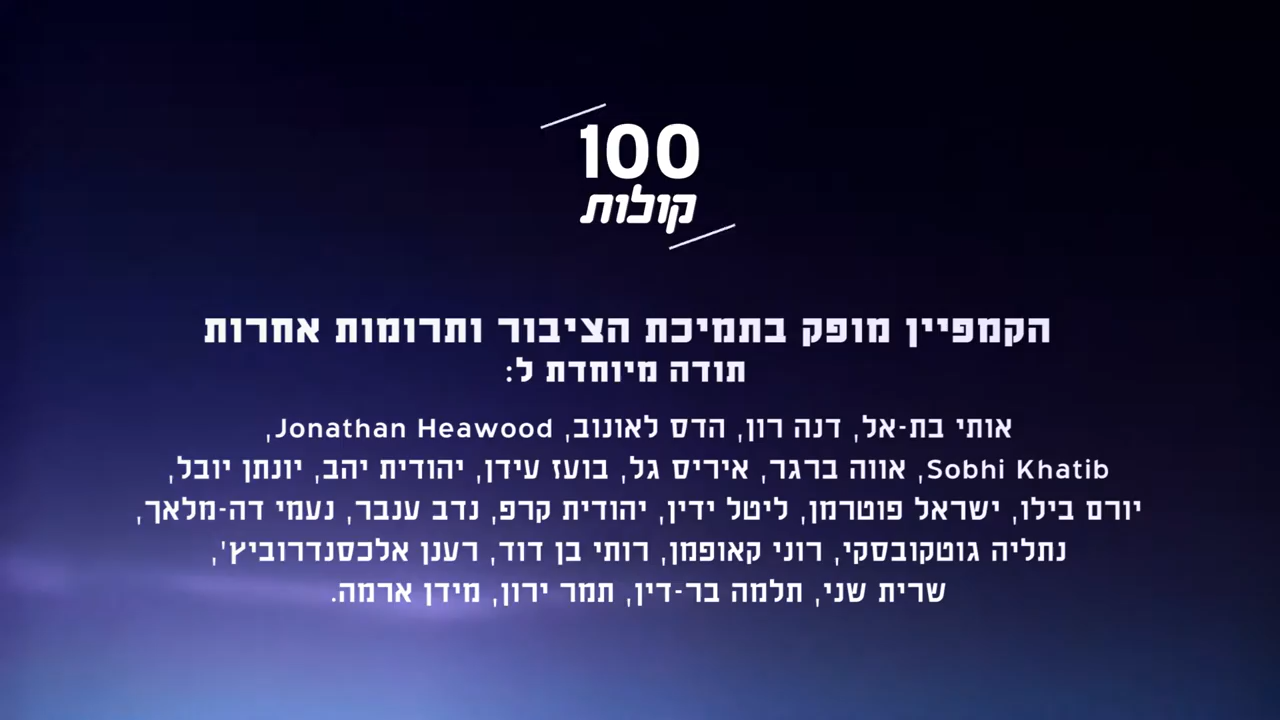 100
קולות
הקמפיין מופק בתמיכת הציבור ותרומות אחרות
תודה מיוחדת ל:
אותי בת-אל, דנה רון, הדס לאונוב, Jonathan Heawood,
Sobhi Khatib, אווה ברגר, איריס גל, בועז עידן, יהודית יהב, יונתן יובל,
יורם בילו, ישראל פוטרמן, ליטל ידין, יהודית קרפ, נדב ענבר, נעמי דה-מלאך,
נתליה גוטקובסקי, רוני קאופמן, רותי בן דוד, רענן אלכסנדרוביץ',
שרית שני, תלמה בר-דין, תמר ירון, מידן ארמה.